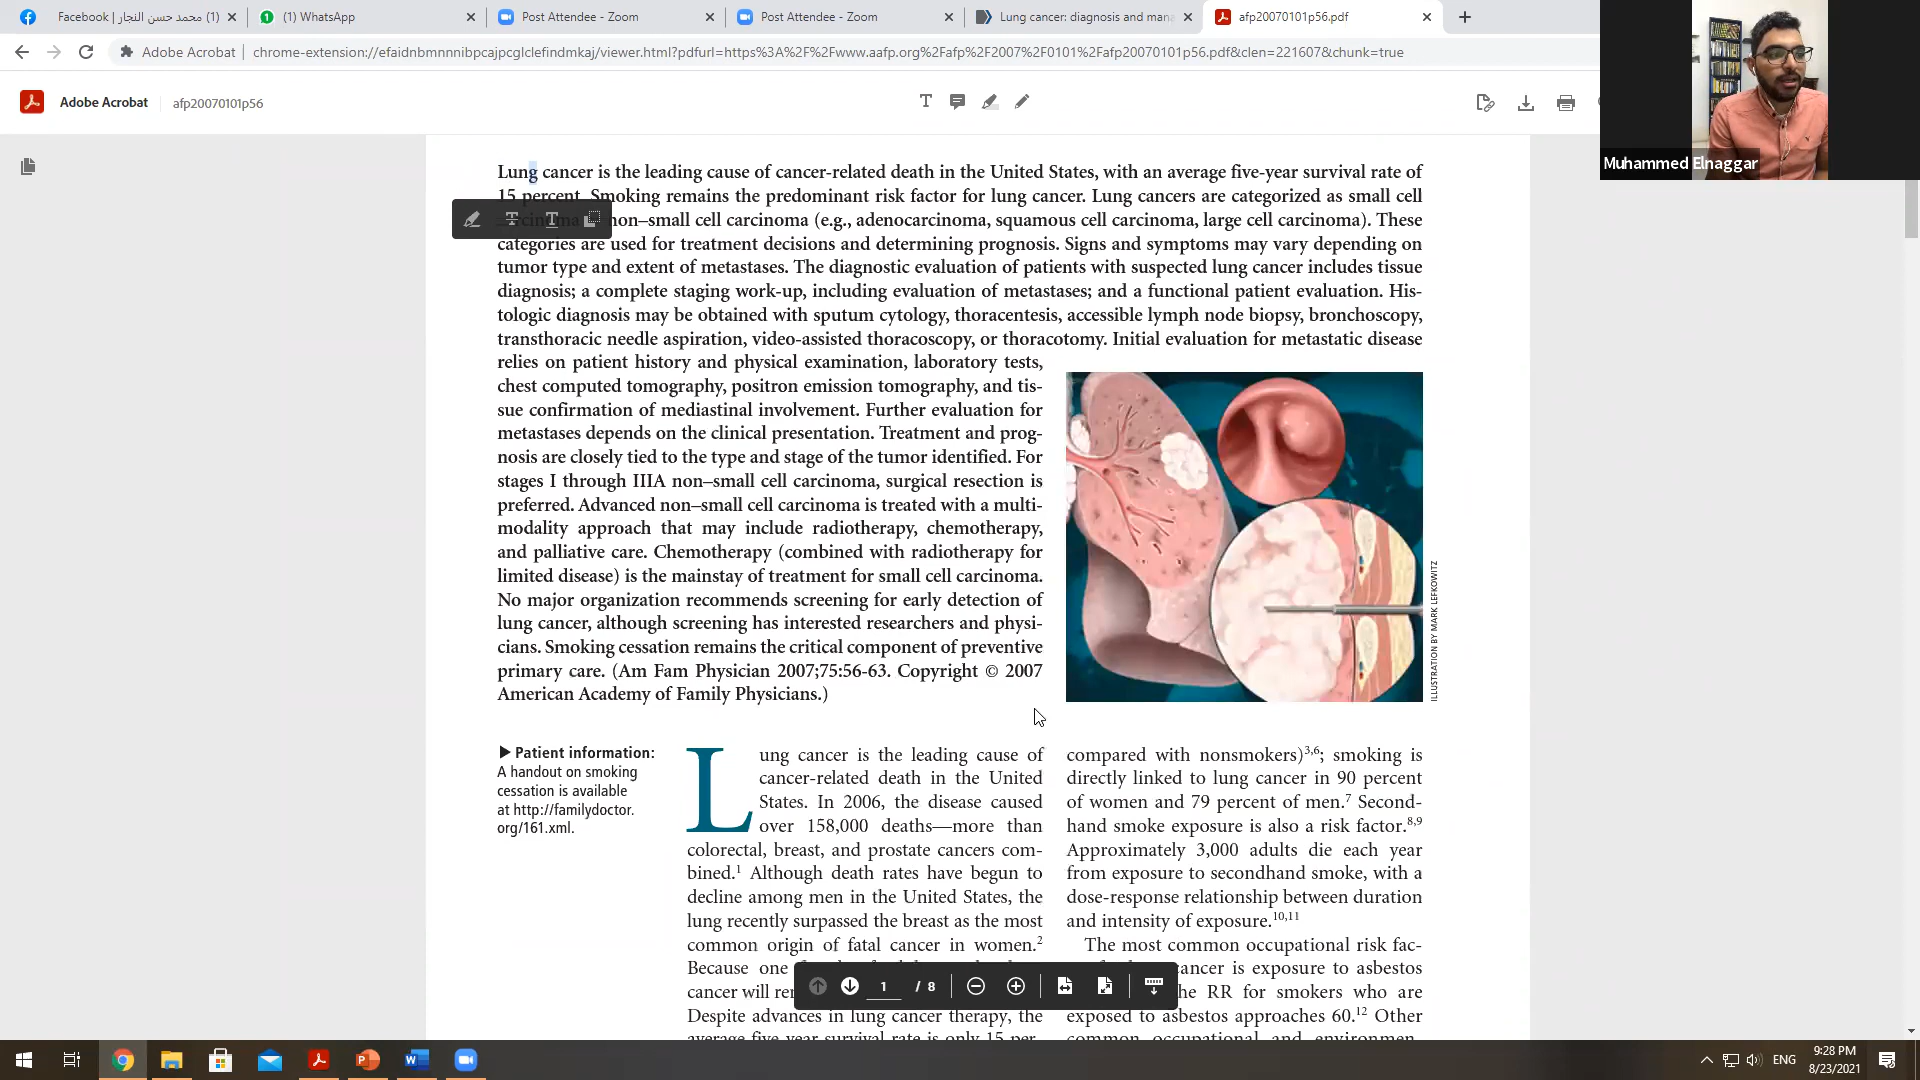 (1) محمد حسن النجار | Facebook
(1) WhatsApp
Post Attendee - Zoom
Post Attendee - Zoom
Lung cancer: diagnosis and mana
afp20070101p56.pdf
Adobe Acrobat
chrome-extension://efaidnbmnnnibpcajpcglclefindmkaj/viewer.html?pdfurl=https%3A%2F%2Fwww.aafp.org%2Fafp%2F2007%2F0101%2Fafp20070101p56.pdf&clen=221607&chunk=true
Adobe Acrobat
afp20070101p56
Muhammed Elnaggar
Lung cancer is the leading cause of cancer-related death in the United States, with an average five-year survival rate of
15 percent. Smoking remains the predominant risk factor for lung cancer. Lung cancers are categorized as small cell
non–small cell carcinoma (e.g., adenocarcinoma, squamous cell carcinoma, large cell carcinoma). These
categories are used for treatment decisions and determining prognosis. Signs and symptoms may vary depending on
tumor type and extent of metastases. The diagnostic evaluation of patients with suspected lung cancer includes tissue
diagnosis; a complete staging work-up, including evaluation of metastases; and a functional patient evaluation. His-
tologic diagnosis may be obtained with sputum cytology, thoracentesis, accessible lymph node biopsy, bronchoscopy,
transthoracic needle aspiration, video-assisted thoracoscopy, or thoracotomy. Initial evaluation for metastatic disease
relies on patient history and physical examination, laboratory tests,
chest computed tomography, positron emission tomography, and tis-
sue confirmation of mediastinal involvement. Further evaluation for
metastases depends on the clinical presentation. Treatment and prog-
nosis are closely tied to the type and stage of the tumor identified. For
stages I through IIIA non–small cell carcinoma, surgical resection is
preferred. Advanced non–small cell carcinoma is treated with a multi-
modality approach that may include radiotherapy, chemotherapy,
and palliative care. Chemotherapy (combined with radiotherapy for
limited disease) is the mainstay of treatment for small cell carcinoma.
No major organization recommends screening for early detection of
lung cancer, although screening has interested researchers and physi-
cians. Smoking cessation remains the critical component of preventive
primary care. (Am Fam Physician 2007;75:56-63. Copyright © 2007
American Academy of Family Physicians.)
ILLUSTRATION BY MARK LEFKOWITZ
▶ Patient information:
A handout on smoking
cessation is available
at http://familydoctor.
org/161.xml.
Lung cancer is the leading cause of
cancer-related death in the United
States. In 2006, the disease caused
over 158,000 deaths—more than
colorectal, breast, and prostate cancers com-
bined.1 Although death rates have begun to
decline among men in the United States, the
lung recently surpassed the breast as the most
common origin of fatal cancer in women.2
Because one
cancer will
Despite advances in lung cancer therapy, the
average five-year survival rate is only 15 per-
compared with nonsmokers)3,6; smoking is
directly linked to lung cancer in 90 percent
of women and 79 percent of men.7 Second-
hand smoke exposure is also a risk factor.8,9
Approximately 3,000 adults die each year
from exposure to secondhand smoke, with a
dose-response relationship between duration
and intensity of exposure.10,11
The most common occupational risk fac-
cancer is exposure to asbestos
the RR for smokers who are
exposed to asbestos approaches 60.12 Other
common occupational and environmen-
1 / 8
ENG
9:28 PM
8/23/2021